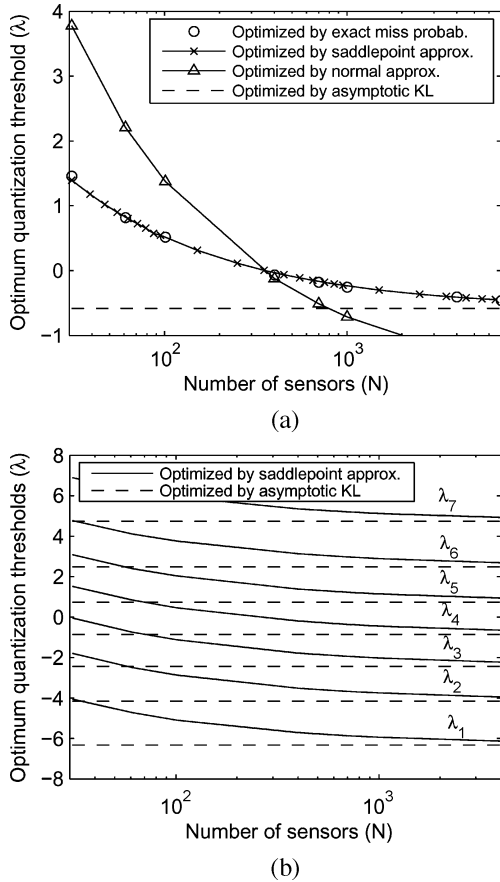 Optimized by exact miss probab.
Optimized by saddlepoint approx.
Optimized by normal approx.
Optimized by asymptotic KL
Optimum quantization threshold (λ)
4
3
2
1
0
−1
10²
10³
Number of sensors (N)
(a)
Optimized by saddlepoint approx.
Optimized by asymptotic KL
Optimum quantization thresholds (λ)
8
6
4
2
0
−2
−4
−6
−8
λ₇
λ₆
λ₅
λ₄
λ₃
λ₂
λ₁
10²
10³
Number of sensors (N)
(b)